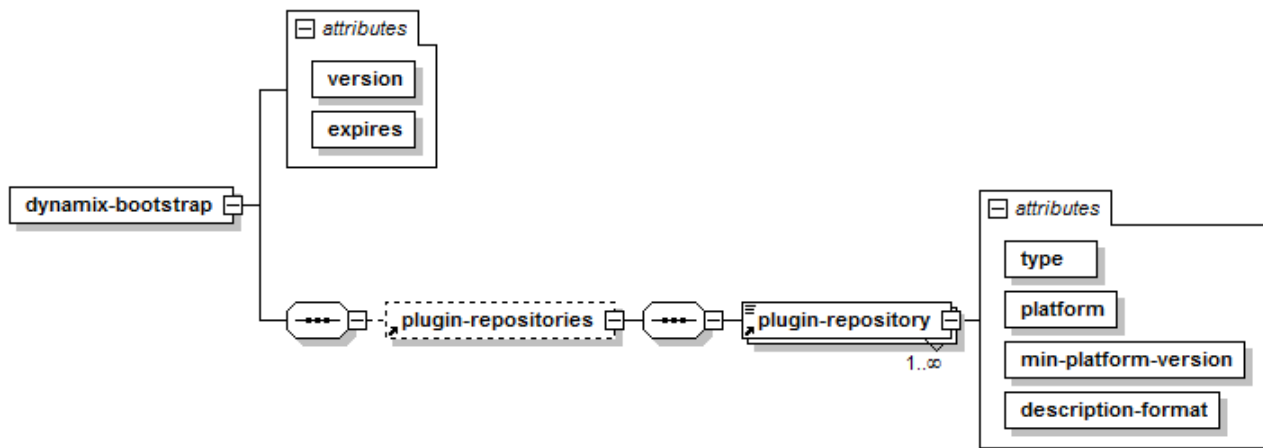 attributes
version
expires
dynamix-bootstrap
attributes
type
platform
plugin-repositories
plugin-repository
1..∞
min-platform-version
description-format